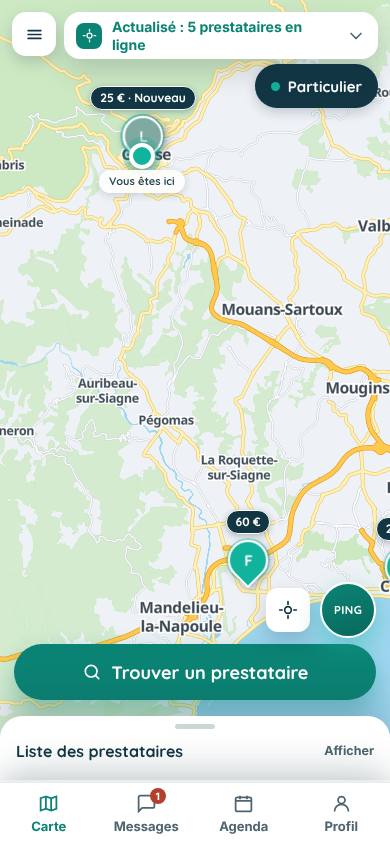 Actualisé : 5 prestataires en
ligne
Particulier
25 € · Nouveau
L
Vous êtes ici
Mouans-Sartoux
Mougins
Auribeau-
sur-Siagne
Pégomas
La Roquette-
sur-Siagne
60 €
F
PING
Mandelieu-
la-Napoule
Trouver un prestataire
Liste des prestataires
Afficher
1
Carte
Messages
Agenda
Profil